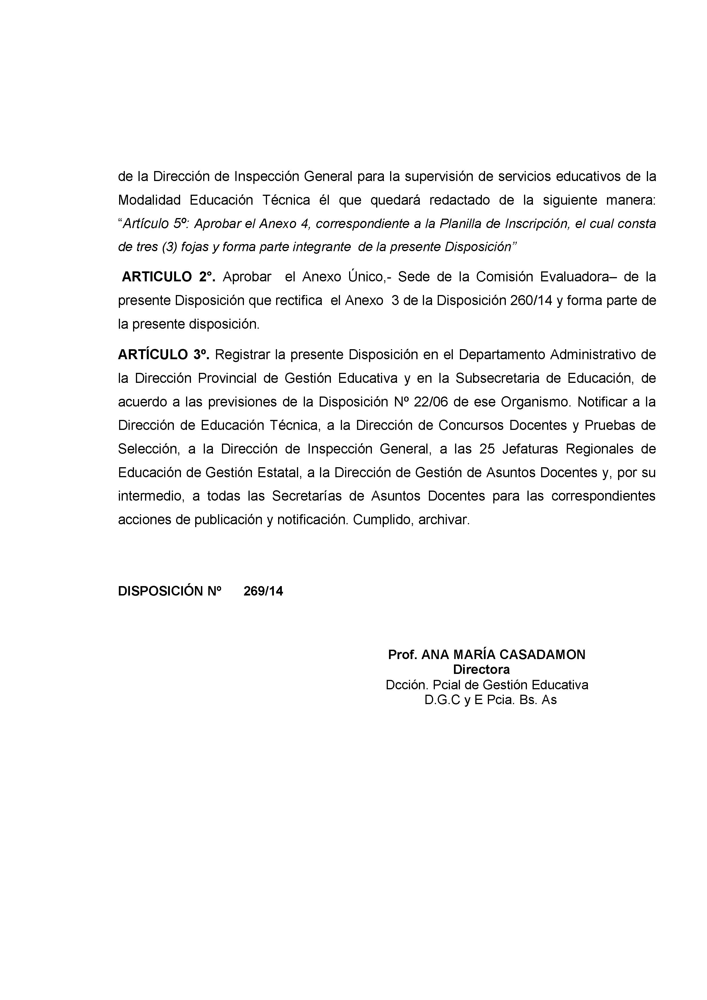 de la Dirección de Inspección General para la supervisión de servicios educativos de la
Modalidad Educación Técnica él que quedará redactado de la siguiente manera:
“Artículo 5º: Aprobar el Anexo 4, correspondiente a la Planilla de Inscripción, el cual consta
de tres (3) fojas y forma parte integrante  de la presente Disposición”
ARTICULO 2°. Aprobar  el Anexo Único,- Sede de la Comisión Evaluadora– de la
presente Disposición que rectifica  el Anexo  3 de la Disposición 260/14 y forma parte de
la presente disposición.
ARTÍCULO 3º. Registrar la presente Disposición en el Departamento Administrativo de
la Dirección Provincial de Gestión Educativa y en la Subsecretaria de Educación, de
acuerdo a las previsiones de la Disposición Nº 22/06 de ese Organismo. Notificar a la
Dirección de Educación Técnica, a la Dirección de Concursos Docentes y Pruebas de
Selección, a la Dirección de Inspección General, a las 25 Jefaturas Regionales de
Educación de Gestión Estatal, a la Dirección de Gestión de Asuntos Docentes y, por su
intermedio, a todas las Secretarías de Asuntos Docentes para las correspondientes
acciones de publicación y notificación. Cumplido, archivar.
DISPOSICIÓN Nº 269/14
Prof. ANA MARÍA CASADAMON
Directora
Dcción. Pcial de Gestión Educativa
D.G.C y E Pcia. Bs. As